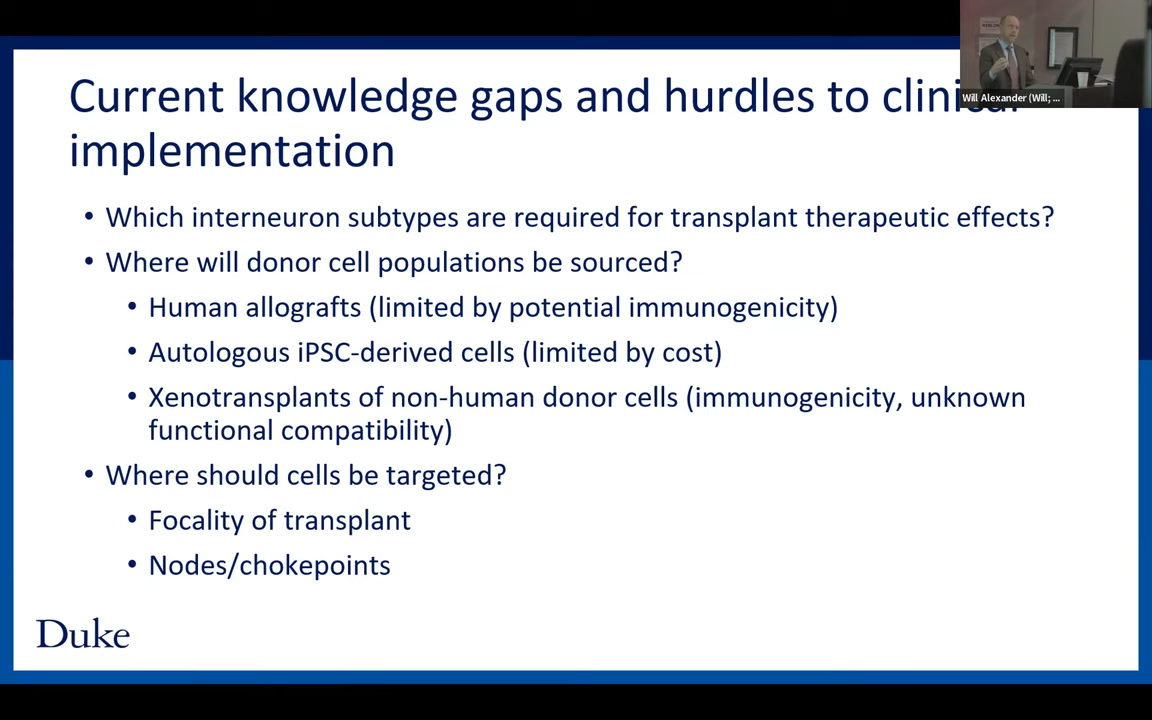 Current knowledge gaps and hurdles to clinical
implementation
• Which interneuron subtypes are required for transplant therapeutic effects?
• Where will donor cell populations be sourced?
• Human allografts (limited by potential immunogenicity)
• Autologous iPSC-derived cells (limited by cost)
• Xenotransplants of non-human donor cells (immunogenicity, unknown
functional compatibility)
• Where should cells be targeted?
• Focality of transplant
• Nodes/chokepoints
Duke
Will Alexander (Will; ...